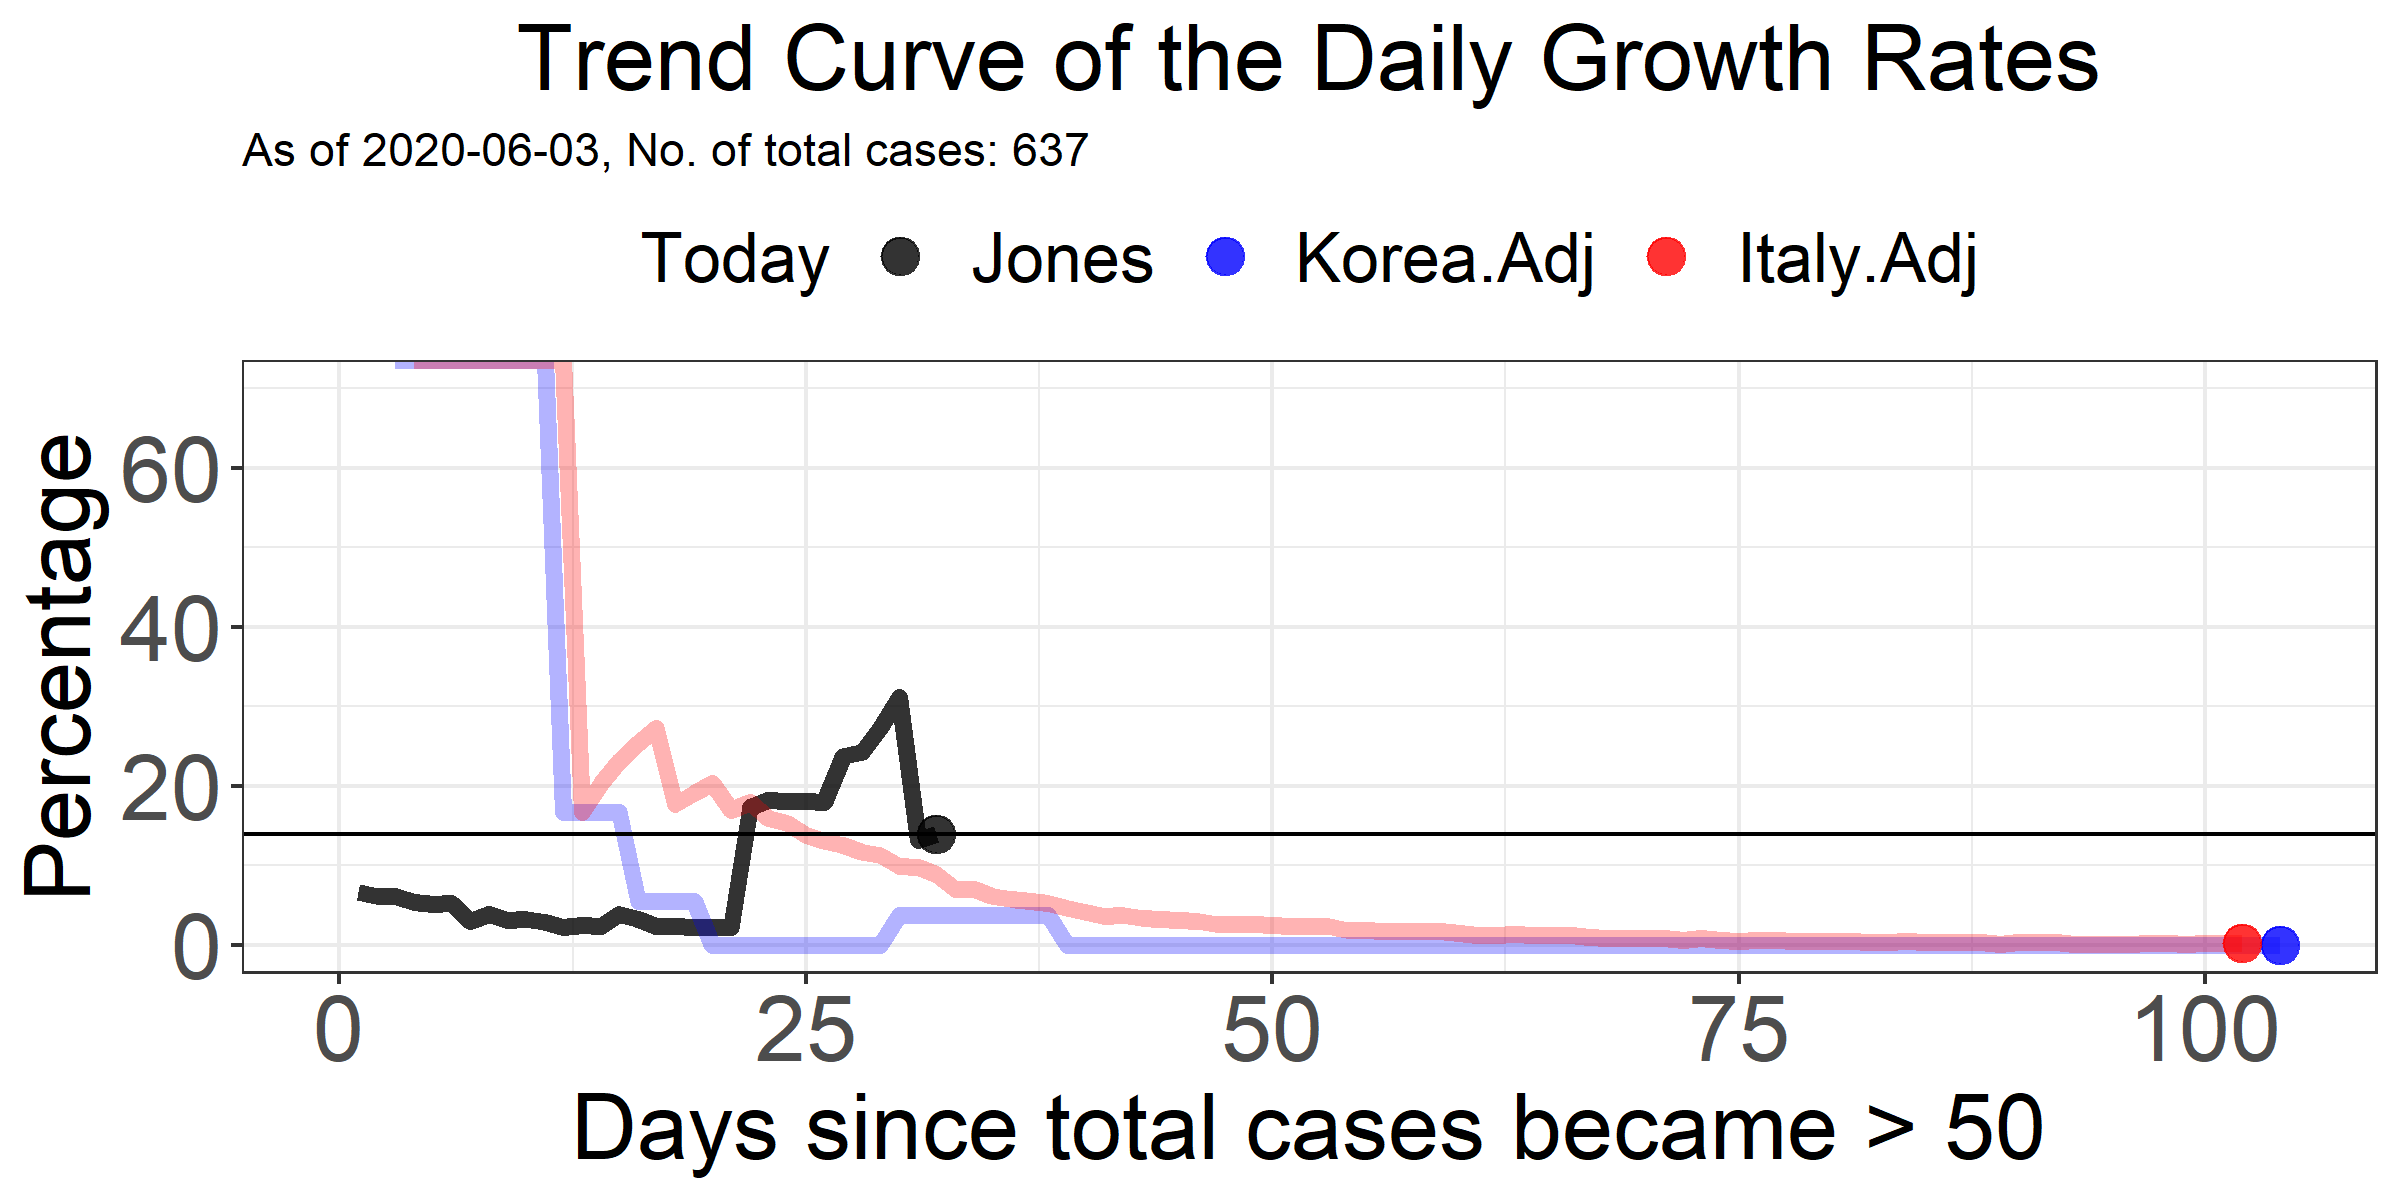 Trend Curve of the Daily Growth Rates
As of 2020-06-03, No. of total cases: 637
Today Jones Korea.Adj Italy.Adj
Percentage
60
40
20
0
0 25 50 75 100
Days since total cases became > 50